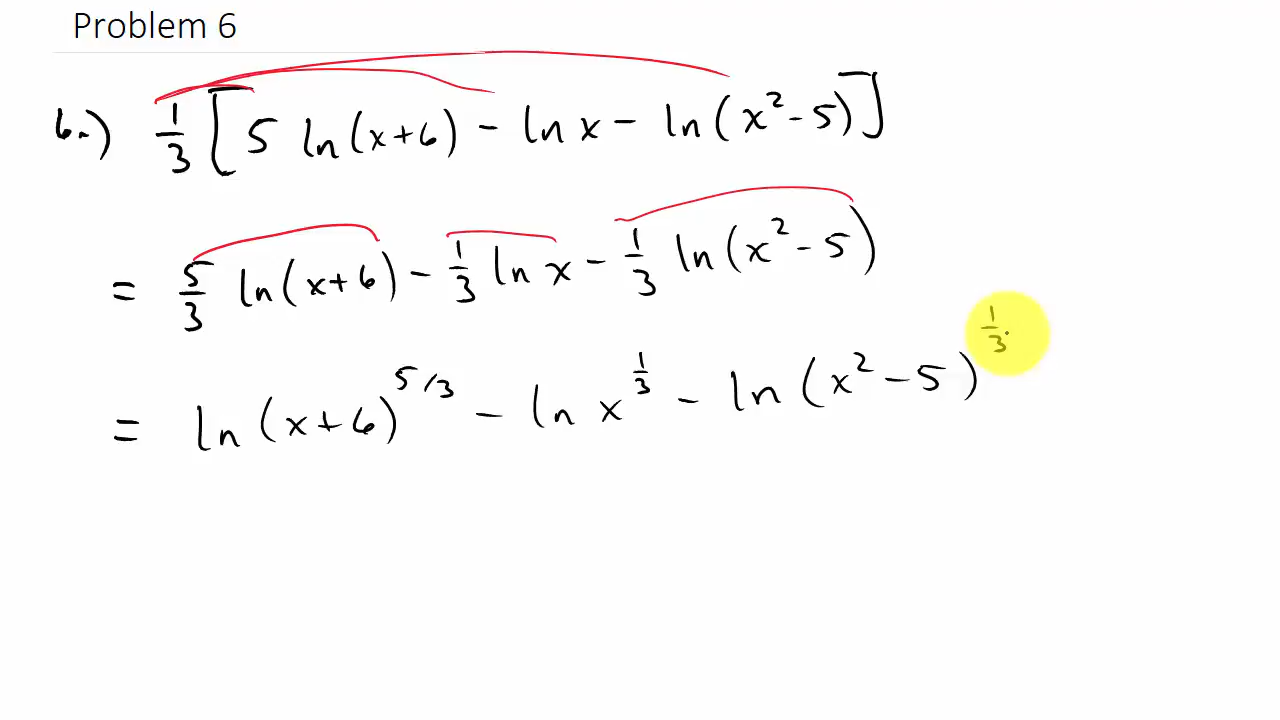 Problem 6
6.) 1/3 [5 ln(x+6) - ln x - ln(x² - 5)]
= 5/3 ln(x+6) - 1/3 ln x - 1/3 ln(x² - 5)
= ln(x+6)^5/3 - ln x^1/3 - ln(x² - 5)^1/3